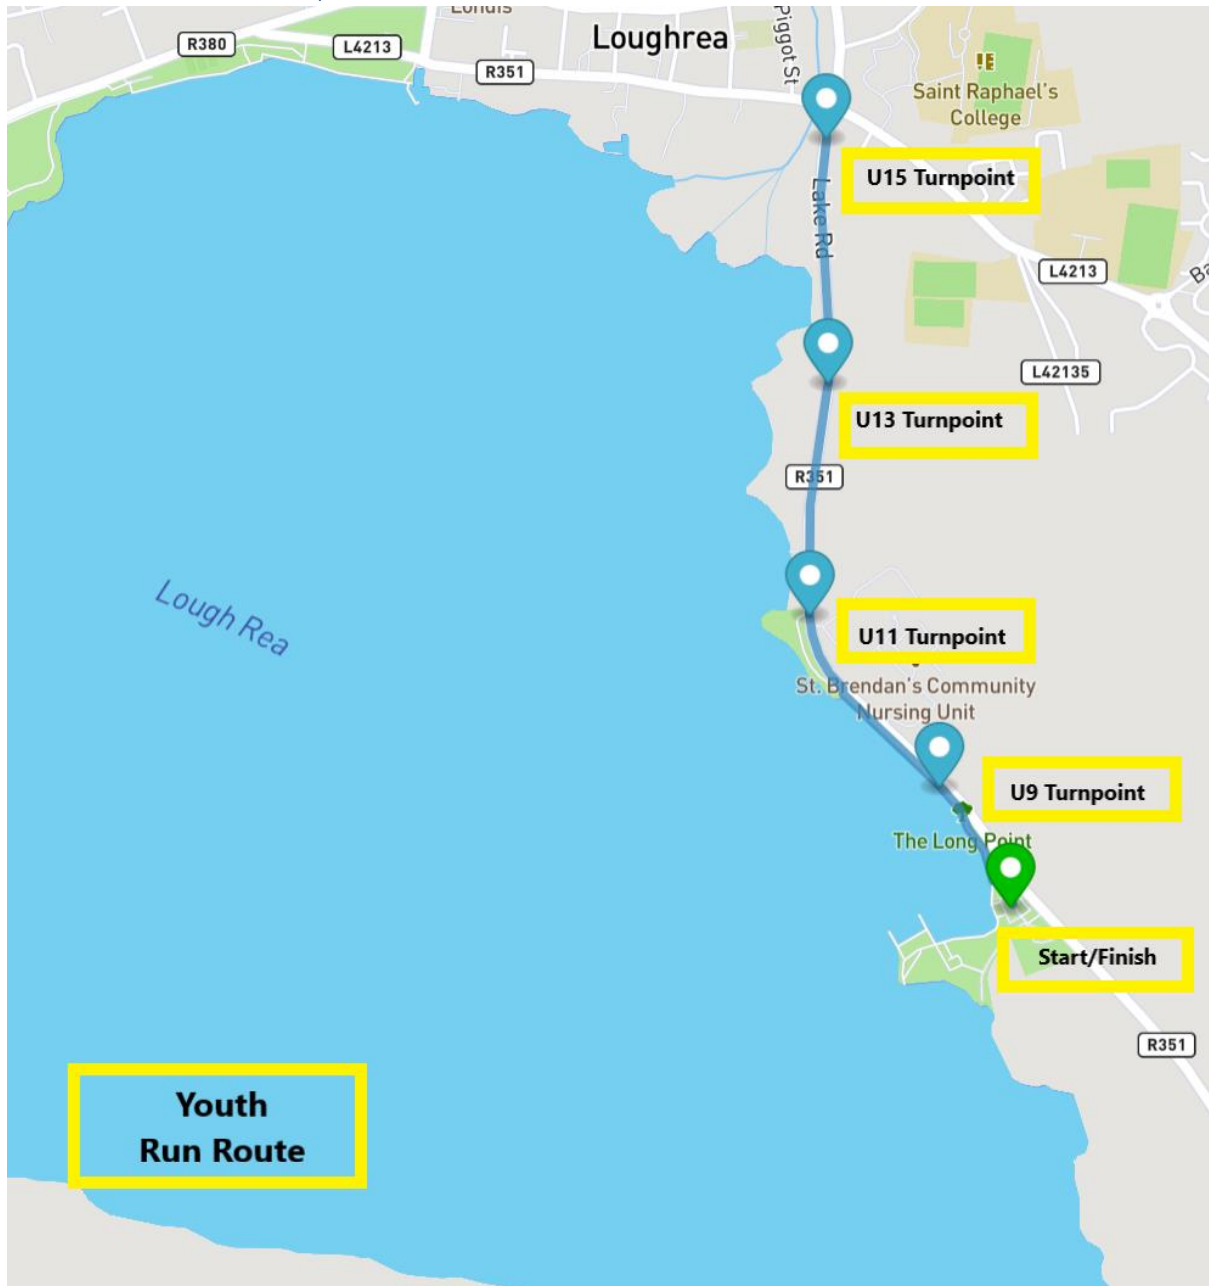 Londis
R380
L4213
R351
Loughrea
Piggot St
Saint Raphael's
College
U15 Turnpoint
Lake Rd
L4213
L42135
U13 Turnpoint
R351
Lough Rea
U11 Turnpoint
St. Brendan's Community
Nursing Unit
U9 Turnpoint
The Long Point
Start/Finish
R351
Youth
Run Route